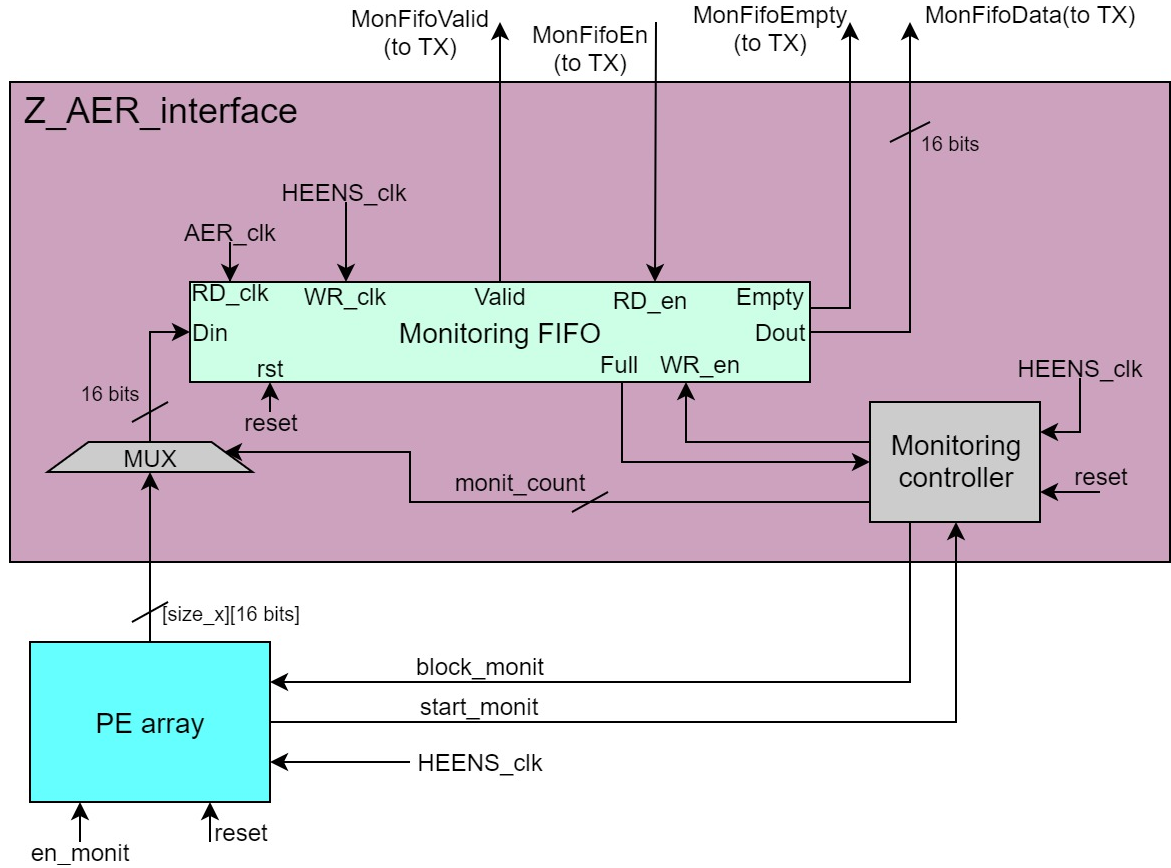 MonFifoValid
(to TX)
MonFifoEn
(to TX)
MonFifoEmpty
(to TX)
MonFifoData(to TX)
Z_AER_interface
16 bits
HEENS_clk
AER_clk
RD_clk
WR_clk
Valid
RD_en
Empty
Din
Monitoring FIFO
Dout
rst
Full
WR_en
HEENS_clk
16 bits
reset
MUX
monit_count
Monitoring
controller
reset
[size_x][16 bits]
PE array
block_monit
start_monit
HEENS_clk
en_monit
reset